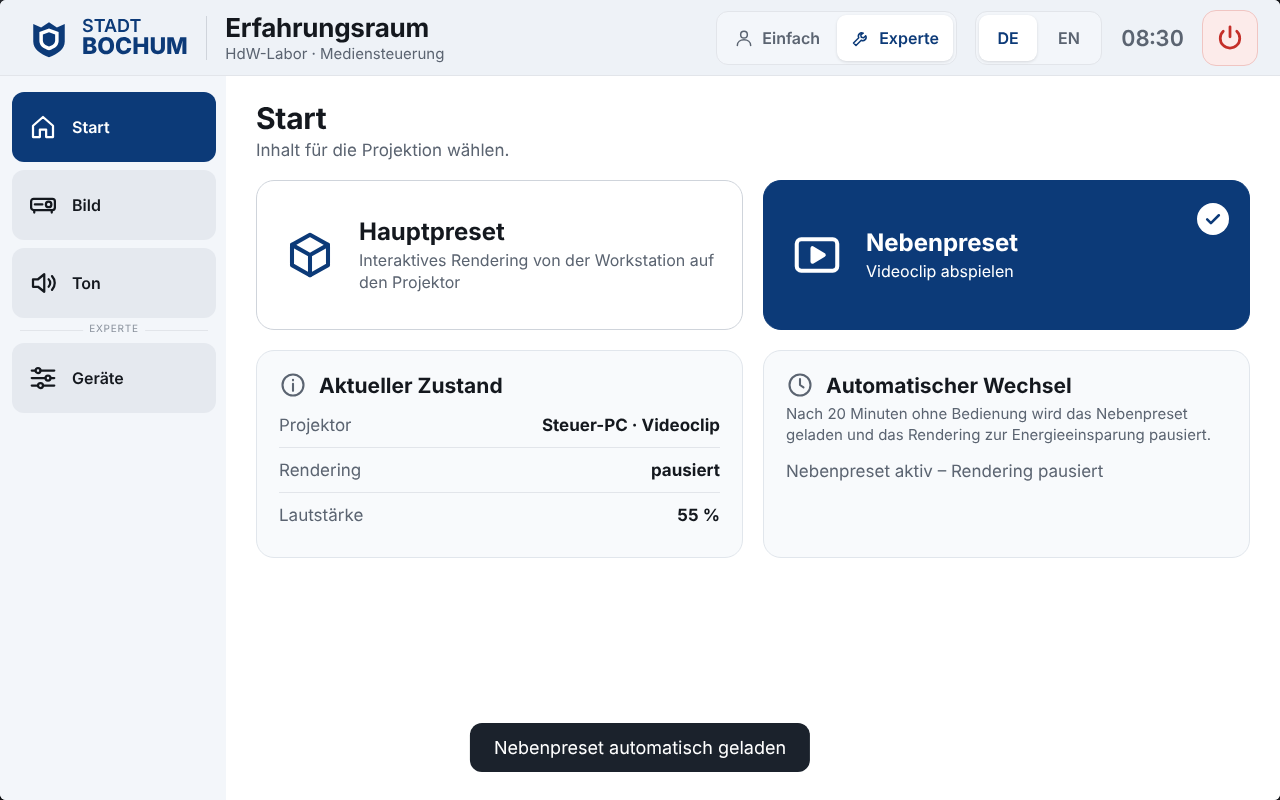 STADT
BOCHUM
Erfahrungsraum
HdW-Labor · Mediensteuerung
Einfach
Experte
DE
EN
08:30
Start
Bild
Ton
EXPERTE
Geräte
Start
Inhalt für die Projektion wählen.
Hauptpreset
Interaktives Rendering von der Workstation auf
den Projektor
Nebenpreset
Videoclip abspielen
Aktueller Zustand
Projektor
Steuer-PC · Videoclip
Rendering
pausiert
Lautstärke
55 %
Automatischer Wechsel
Nach 20 Minuten ohne Bedienung wird das Nebenpreset
geladen und das Rendering zur Energieeinsparung pausiert.
Nebenpreset aktiv – Rendering pausiert
Nebenpreset automatisch geladen